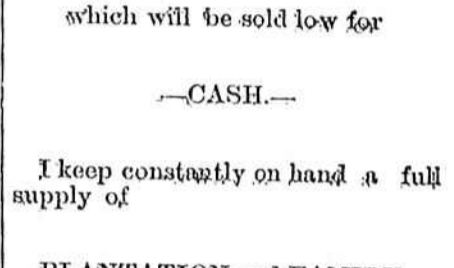 which will be sold low for
—CASH.—
I keep constantly on hand a full
supply of